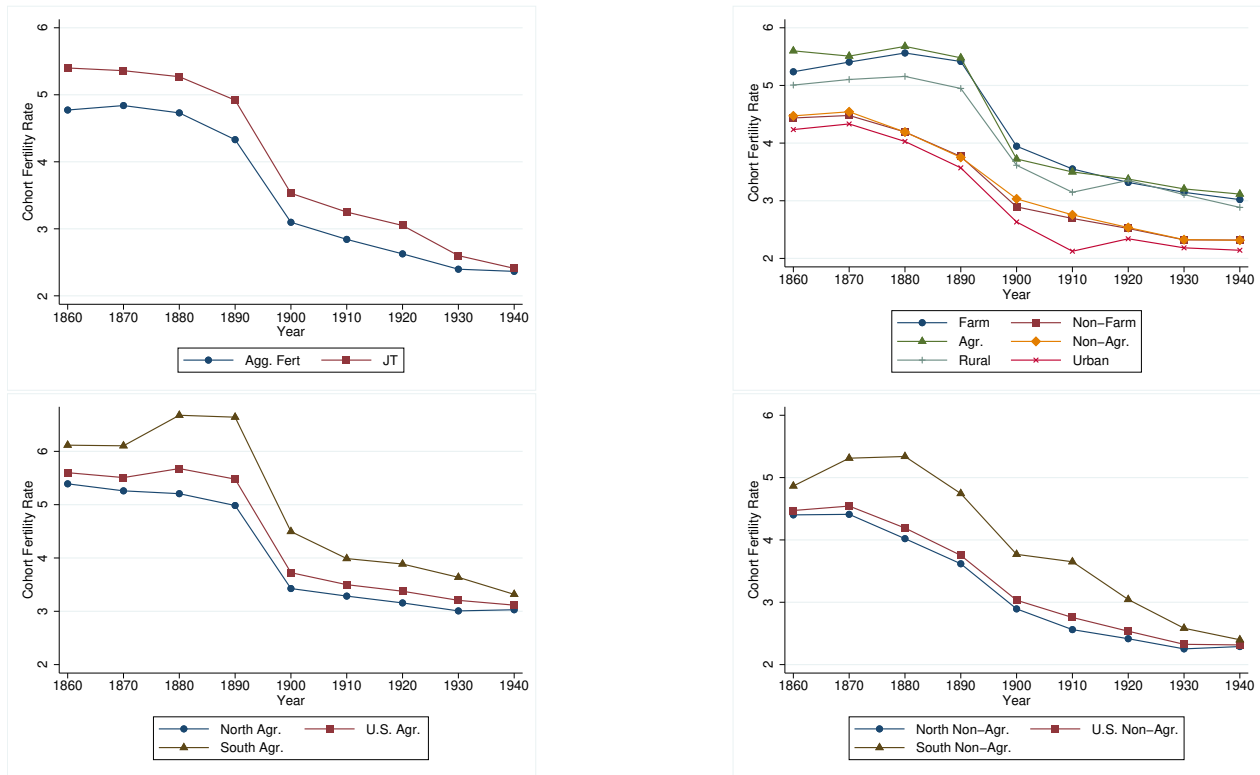 Cohort Fertility Rate
6
5
4
3
2
1860 1870 1880 1890 1900 1910 1920 1930 1940
Year
Agg. Fert JT
Cohort Fertility Rate
6
5
4
3
2
1860 1870 1880 1890 1900 1910 1920 1930 1940
Year
Farm Non-Farm
Agr. Non-Agr.
Rural Urban
Cohort Fertility Rate
6
5
4
3
2
1860 1870 1880 1890 1900 1910 1920 1930 1940
Year
North Agr. U.S. Agr.
South Agr.
Cohort Fertility Rate
6
5
4
3
2
1860 1870 1880 1890 1900 1910 1920 1930 1940
Year
North Non-Agr. U.S. Non-Agr.
South Non-Agr.